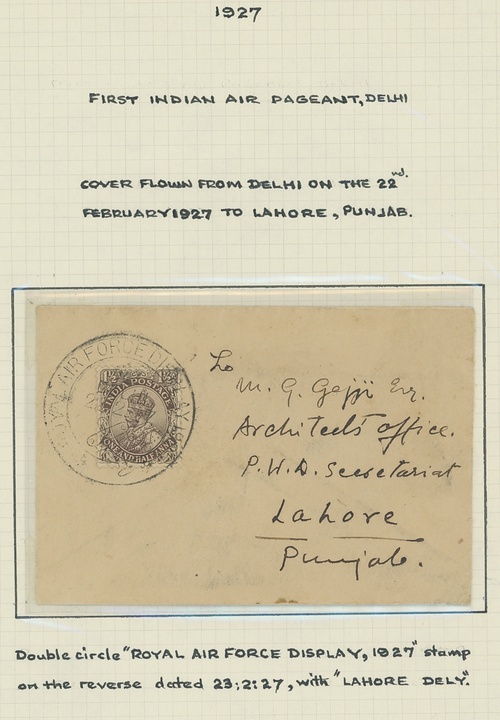 1927
FIRST INDIAN AIR PAGEANT, DELHI
COVER FLOWN FROM DELHI ON THE 22nd.
FEBRUARY 1927 TO LAHORE, PUNJAB.
ROYAL AIR FORCE DISPLAY
INDIA POSTAGE
ONE AND HALF ANNAS
To
M. G. Gejji Esq.
Architects office.
P.W.D. Secretariat
Lahore
Punjab.
Double circle "ROYAL AIR FORCE DISPLAY, 1927" stamp
on the reverse dated 23:2:27, with "LAHORE DELY".